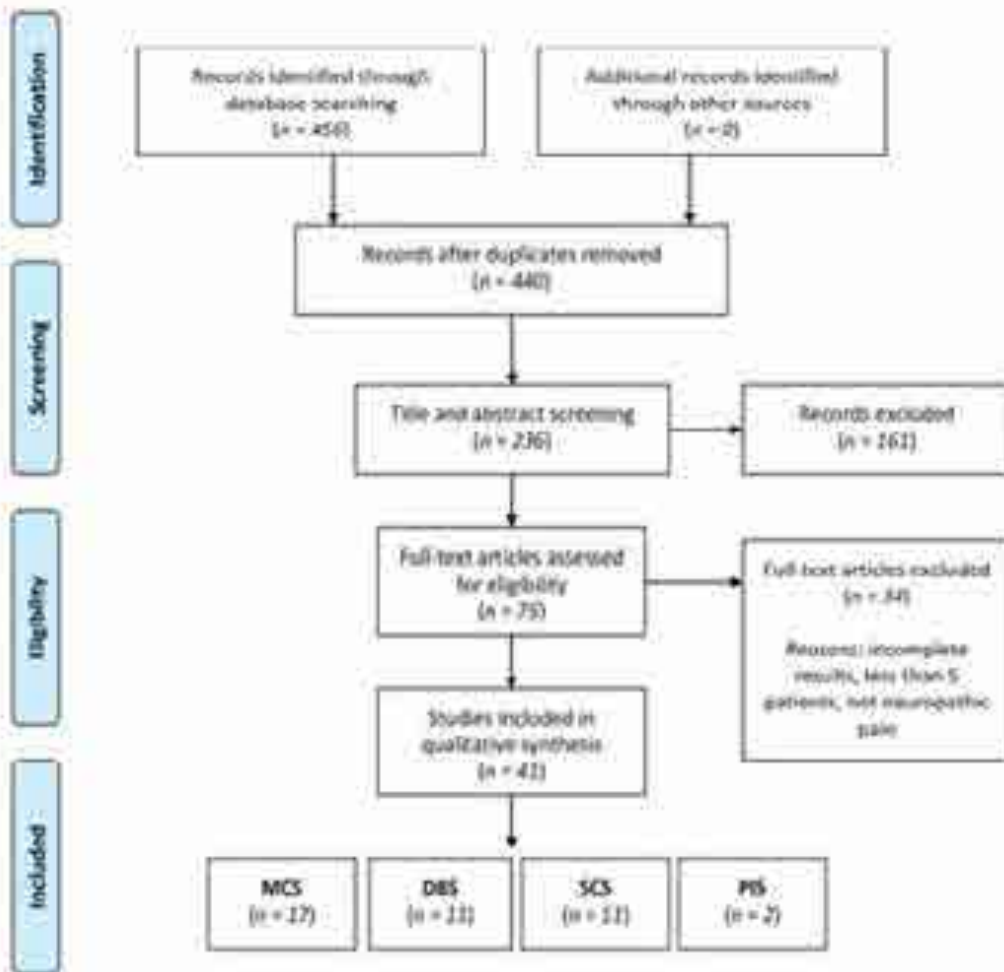 Identification
Records identified through
database searching
(n = 456)
Additional records identified
through other sources
(n = 0)
Records after duplicates removed
(n = 440)
Screening
Title and abstract screening
(n = 236)
Records excluded
(n = 161)
Eligibility
Full-text articles assessed
for eligibility
(n = 75)
Full-text articles excluded
(n = 34)
Reasons: incomplete
results, less than 5
patients, not neuropathic
pain
Studies included in
qualitative synthesis
(n = 41)
Included
MCS
(n = 17)
DBS
(n = 11)
SCS
(n = 11)
(n = 2)